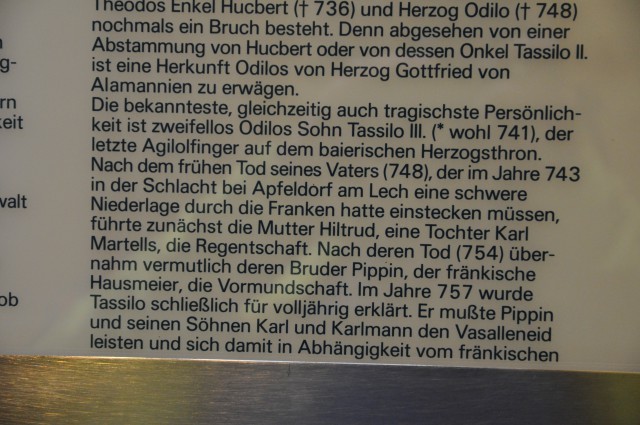 Theodos Enkel Hucbert († 736) und Herzog Odilo († 748)
nochmals ein Bruch besteht. Denn abgesehen von einer
Abstammung von Hucbert oder von dessen Onkel Tassilo II.
ist eine Herkunft Odilos von Herzog Gottfried von
Alamannien zu erwägen.
Die bekannteste, gleichzeitig auch tragischste Persönlich-
keit ist zweifellos Odilos Sohn Tassilo III. (* wohl 741), der
letzte Agilolfinger auf dem baierischen Herzogsthron.
Nach dem frühen Tod seines Vaters (748), der im Jahre 743
in der Schlacht bei Apfeldorf am Lech eine schwere
Niederlage durch die Franken hatte einstecken müssen,
führte zunächst die Mutter Hiltrud, eine Tochter Karl
Martells, die Regentschaft. Nach deren Tod (754) über-
nahm vermutlich deren Bruder Pippin, der fränkische
Hausmeier, die Vormundschaft. Im Jahre 757 wurde
Tassilo schließlich für volljährig erklärt. Er mußte Pippin
und seinen Söhnen Karl und Karlmann den Vasalleneid
leisten und sich damit in Abhängigkeit vom fränkischen